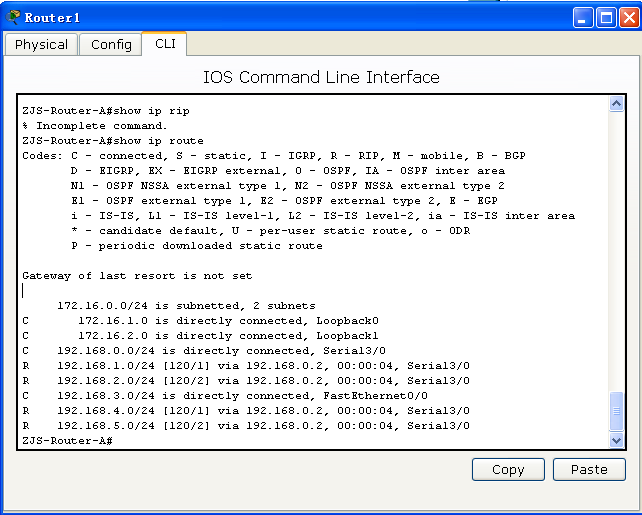 Router1
Physical Config CLI
IOS Command Line Interface
ZJS-Router-A#show ip rip
% Incomplete command.
ZJS-Router-A#show ip route
Codes: C - connected, S - static, I - IGRP, R - RIP, M - mobile, B - BGP
       D - EIGRP, EX - EIGRP external, O - OSPF, IA - OSPF inter area
       N1 - OSPF NSSA external type 1, N2 - OSPF NSSA external type 2
       E1 - OSPF external type 1, E2 - OSPF external type 2, E - EGP
       i - IS-IS, L1 - IS-IS level-1, L2 - IS-IS level-2, ia - IS-IS inter area
       * - candidate default, U - per-user static route, o - ODR
       P - periodic downloaded static route
Gateway of last resort is not set
     172.16.0.0/24 is subnetted, 2 subnets
C       172.16.1.0 is directly connected, Loopback0
C       172.16.2.0 is directly connected, Loopback1
C    192.168.0.0/24 is directly connected, Serial3/0
R    192.168.1.0/24 [120/1] via 192.168.0.2, 00:00:04, Serial3/0
R    192.168.2.0/24 [120/2] via 192.168.0.2, 00:00:04, Serial3/0
C    192.168.3.0/24 is directly connected, FastEthernet0/0
R    192.168.4.0/24 [120/1] via 192.168.0.2, 00:00:04, Serial3/0
R    192.168.5.0/24 [120/2] via 192.168.0.2, 00:00:04, Serial3/0
ZJS-Router-A#
Copy Paste